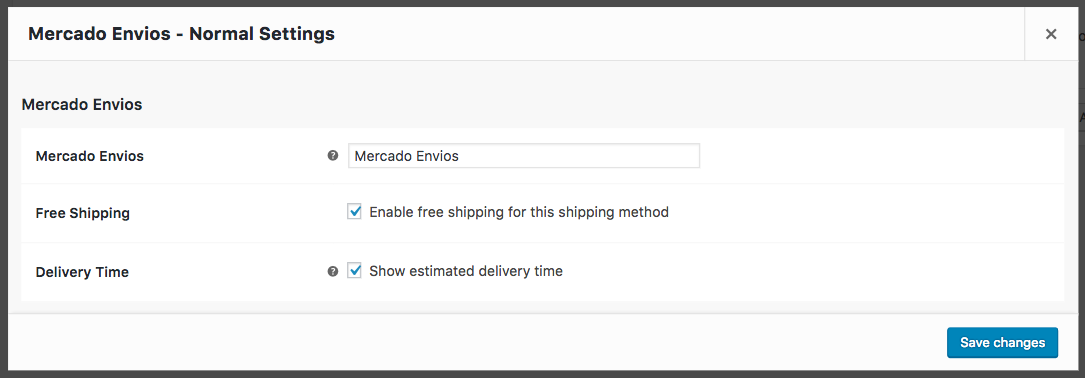 Mercado Envios - Normal Settings
Mercado Envios
Mercado Envios ? Mercado Envios
Free Shipping Enable free shipping for this shipping method
Delivery Time ? Show estimated delivery time
Save changes